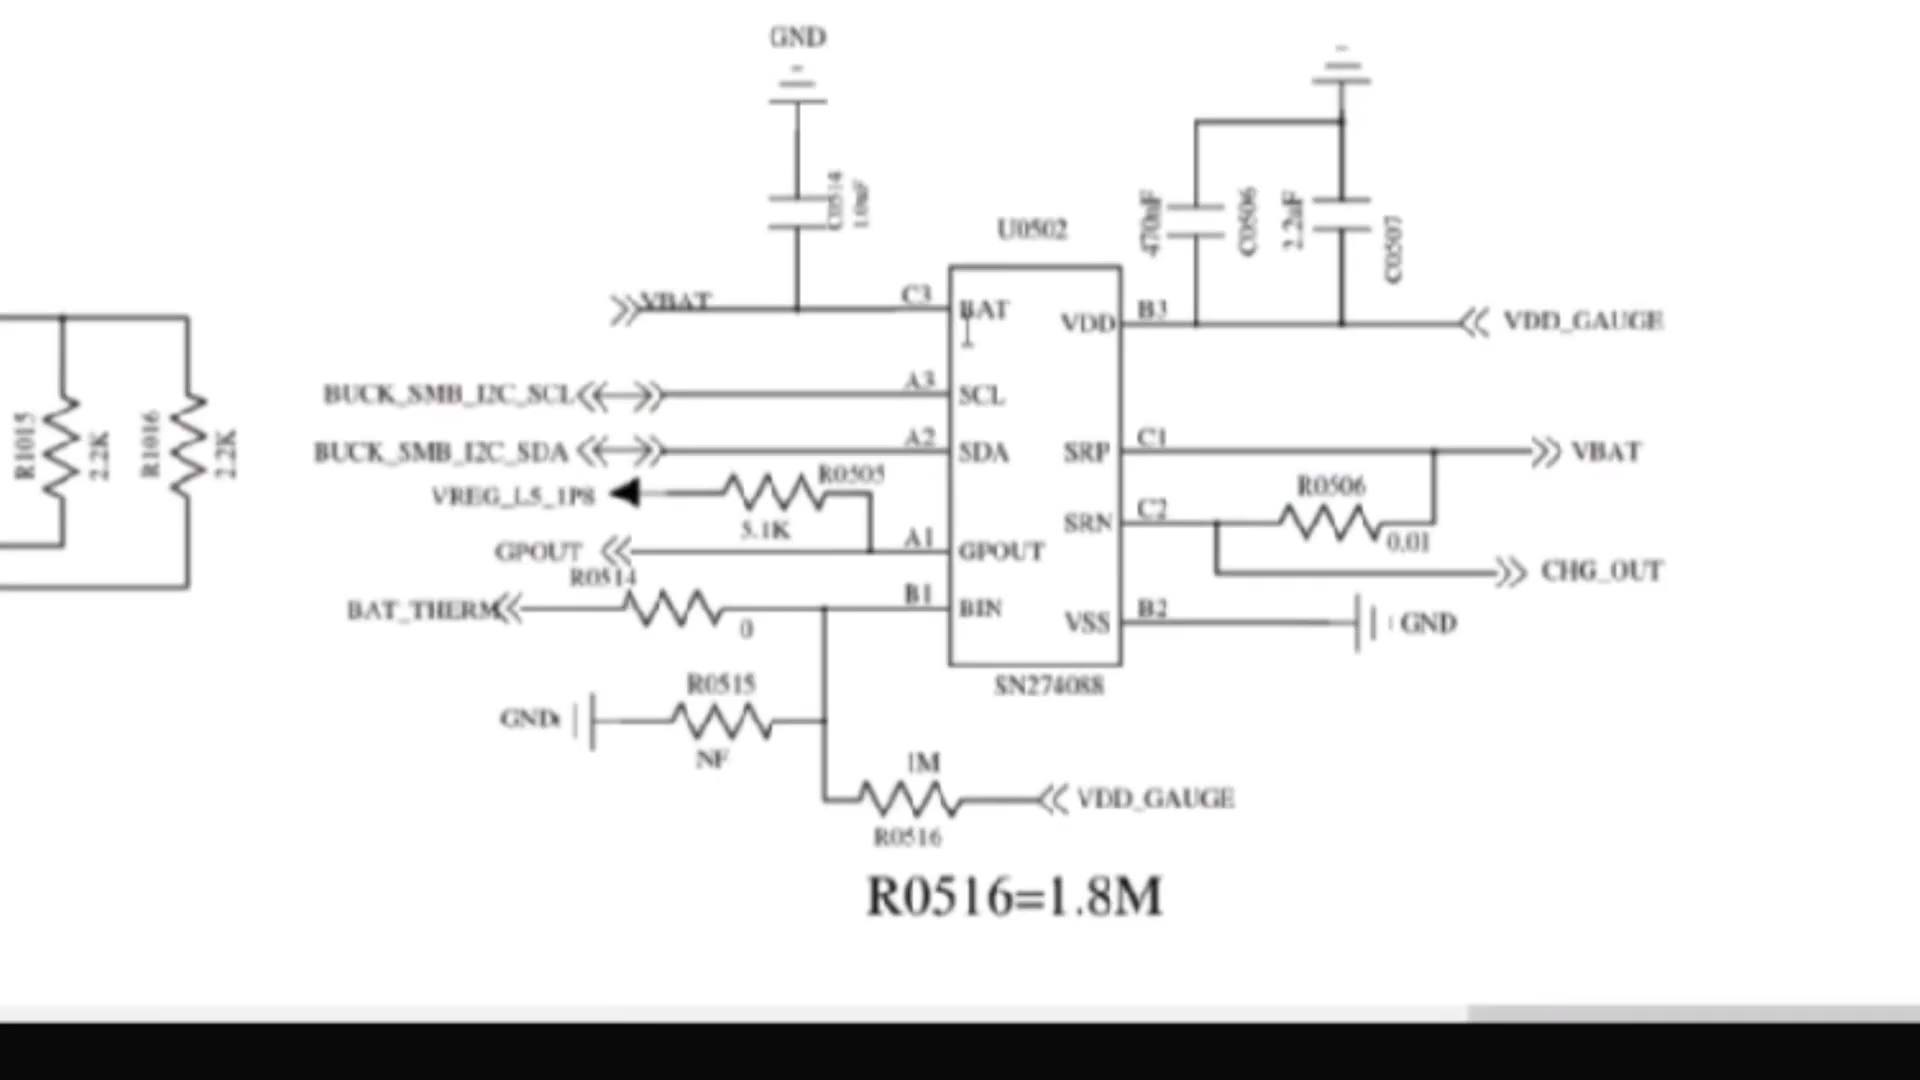 GND
C0514
1.0uF
470nF
C0506
2.2uF
C0507
U0502
VBAT
C3
BAT
VDD
B3
VDD_GAUGE
BUCK_SMB_I2C_SCL
A3
SCL
BUCK_SMB_I2C_SDA
A2
SDA
SRP
C1
VBAT
R1015
2.2K
R1016
2.2K
VREG_L5_1P8
R0505
5.1K
R0506
0.01
SRN
C2
GPOUT
A1
GPOUT
CHG_OUT
R0514
BAT_THERM
0
B1
BIN
VSS
B2
GND
SN274088
R0515
GND
NF
1M
VDD_GAUGE
R0516
R0516=1.8M